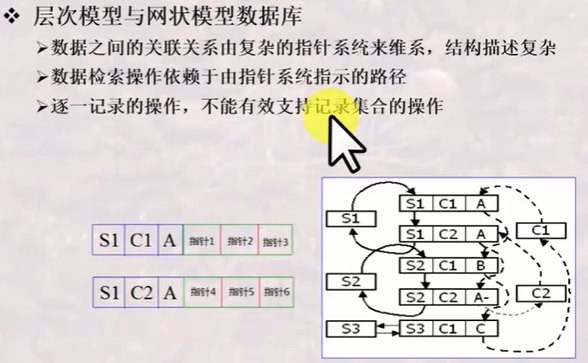 ❖ 层次模型与网状模型数据库
➢数据之间的关联关系由复杂的指针系统来维系，结构描述复杂
➢数据检索操作依赖于由指针系统指示的路径
➢逐一记录的操作，不能有效支持记录集合的操作
S1 C1 A 指针1 指针2 指针3
S1 C2 A 指针4 指针5 指针6
S1 C1 A
S1
C1
S1 C2 A
S2 C1 B
S2
S2 C2 A-
C2
S3
S3 C1 C